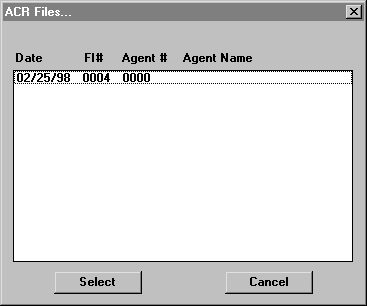 ACR Files...
Date FI# Agent # Agent Name
02/25/98 0004 0000
Select Cancel